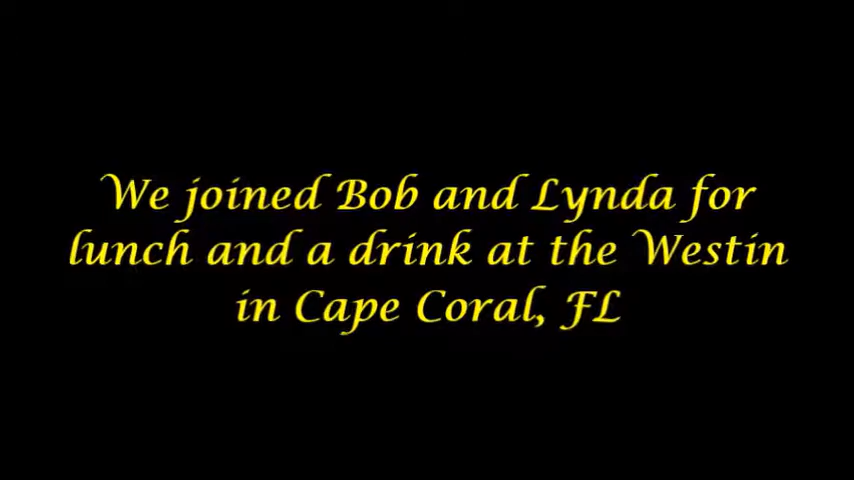 We joined Bob and Lynda for
lunch and a drink at the Westin
in Cape Coral, FL